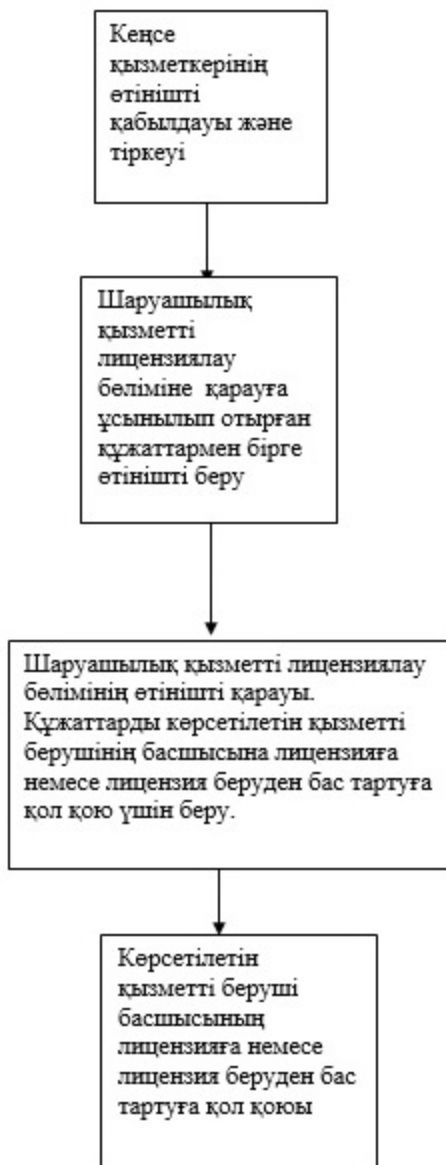 Кеңсе
қызметкерінің
өтінішті
қабылдауы және
тіркеуі
Шаруашылық
қызметті
лицензиялау
бөліміне қарауға
ұсынылып отырған
құжаттармен бірге
өтінішті беру
Шаруашылық қызметті лицензиялау
бөлімінің өтінішті қарауы.
Құжаттарды көрсетілетін қызметті
берушінің басшысына лицензияға
немесе лицензия беруден бас тартуға
қол қою үшін беру.
Көрсетілетін
қызметті беруші
басшысының
лицензияға немесе
лицензия беруден бас
тартуға қол қоюы